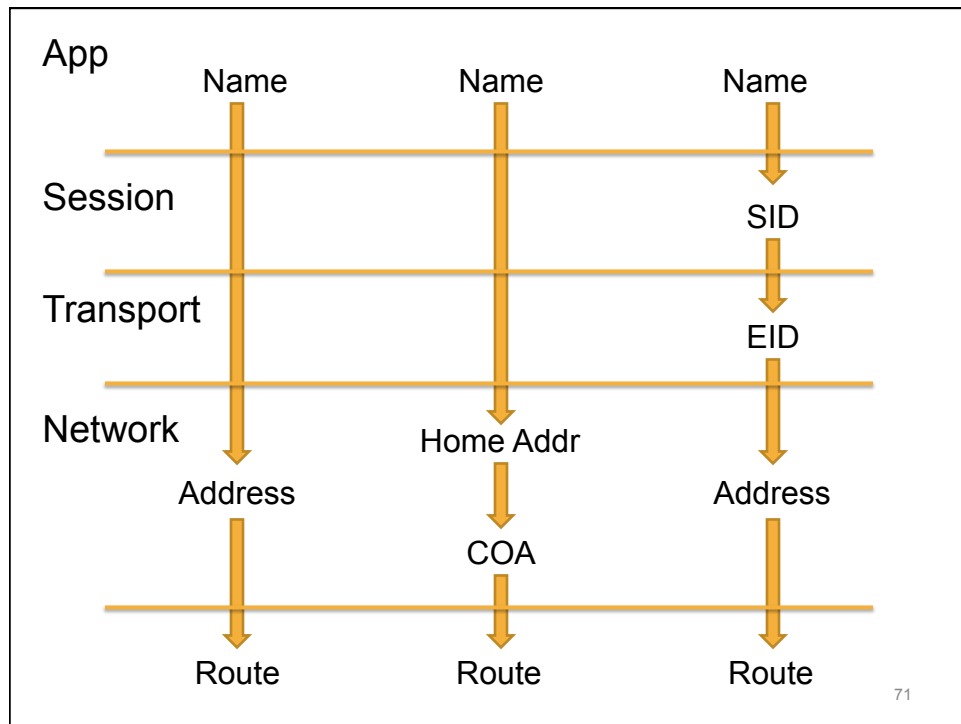 App
Name Name Name
Session
SID
Transport
EID
Network
Home Addr
Address Address
COA
Route Route Route
71